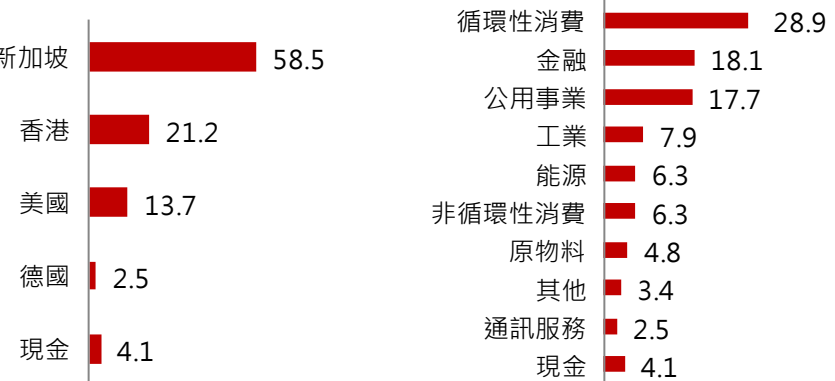 新加坡 58.5
香港 21.2
美國 13.7
德國 2.5
現金 4.1
循環性消費 28.9
金融 18.1
公用事業 17.7
工業 7.9
能源 6.3
非循環性消費 6.3
原物料 4.8
其他 3.4
通訊服務 2.5
現金 4.1